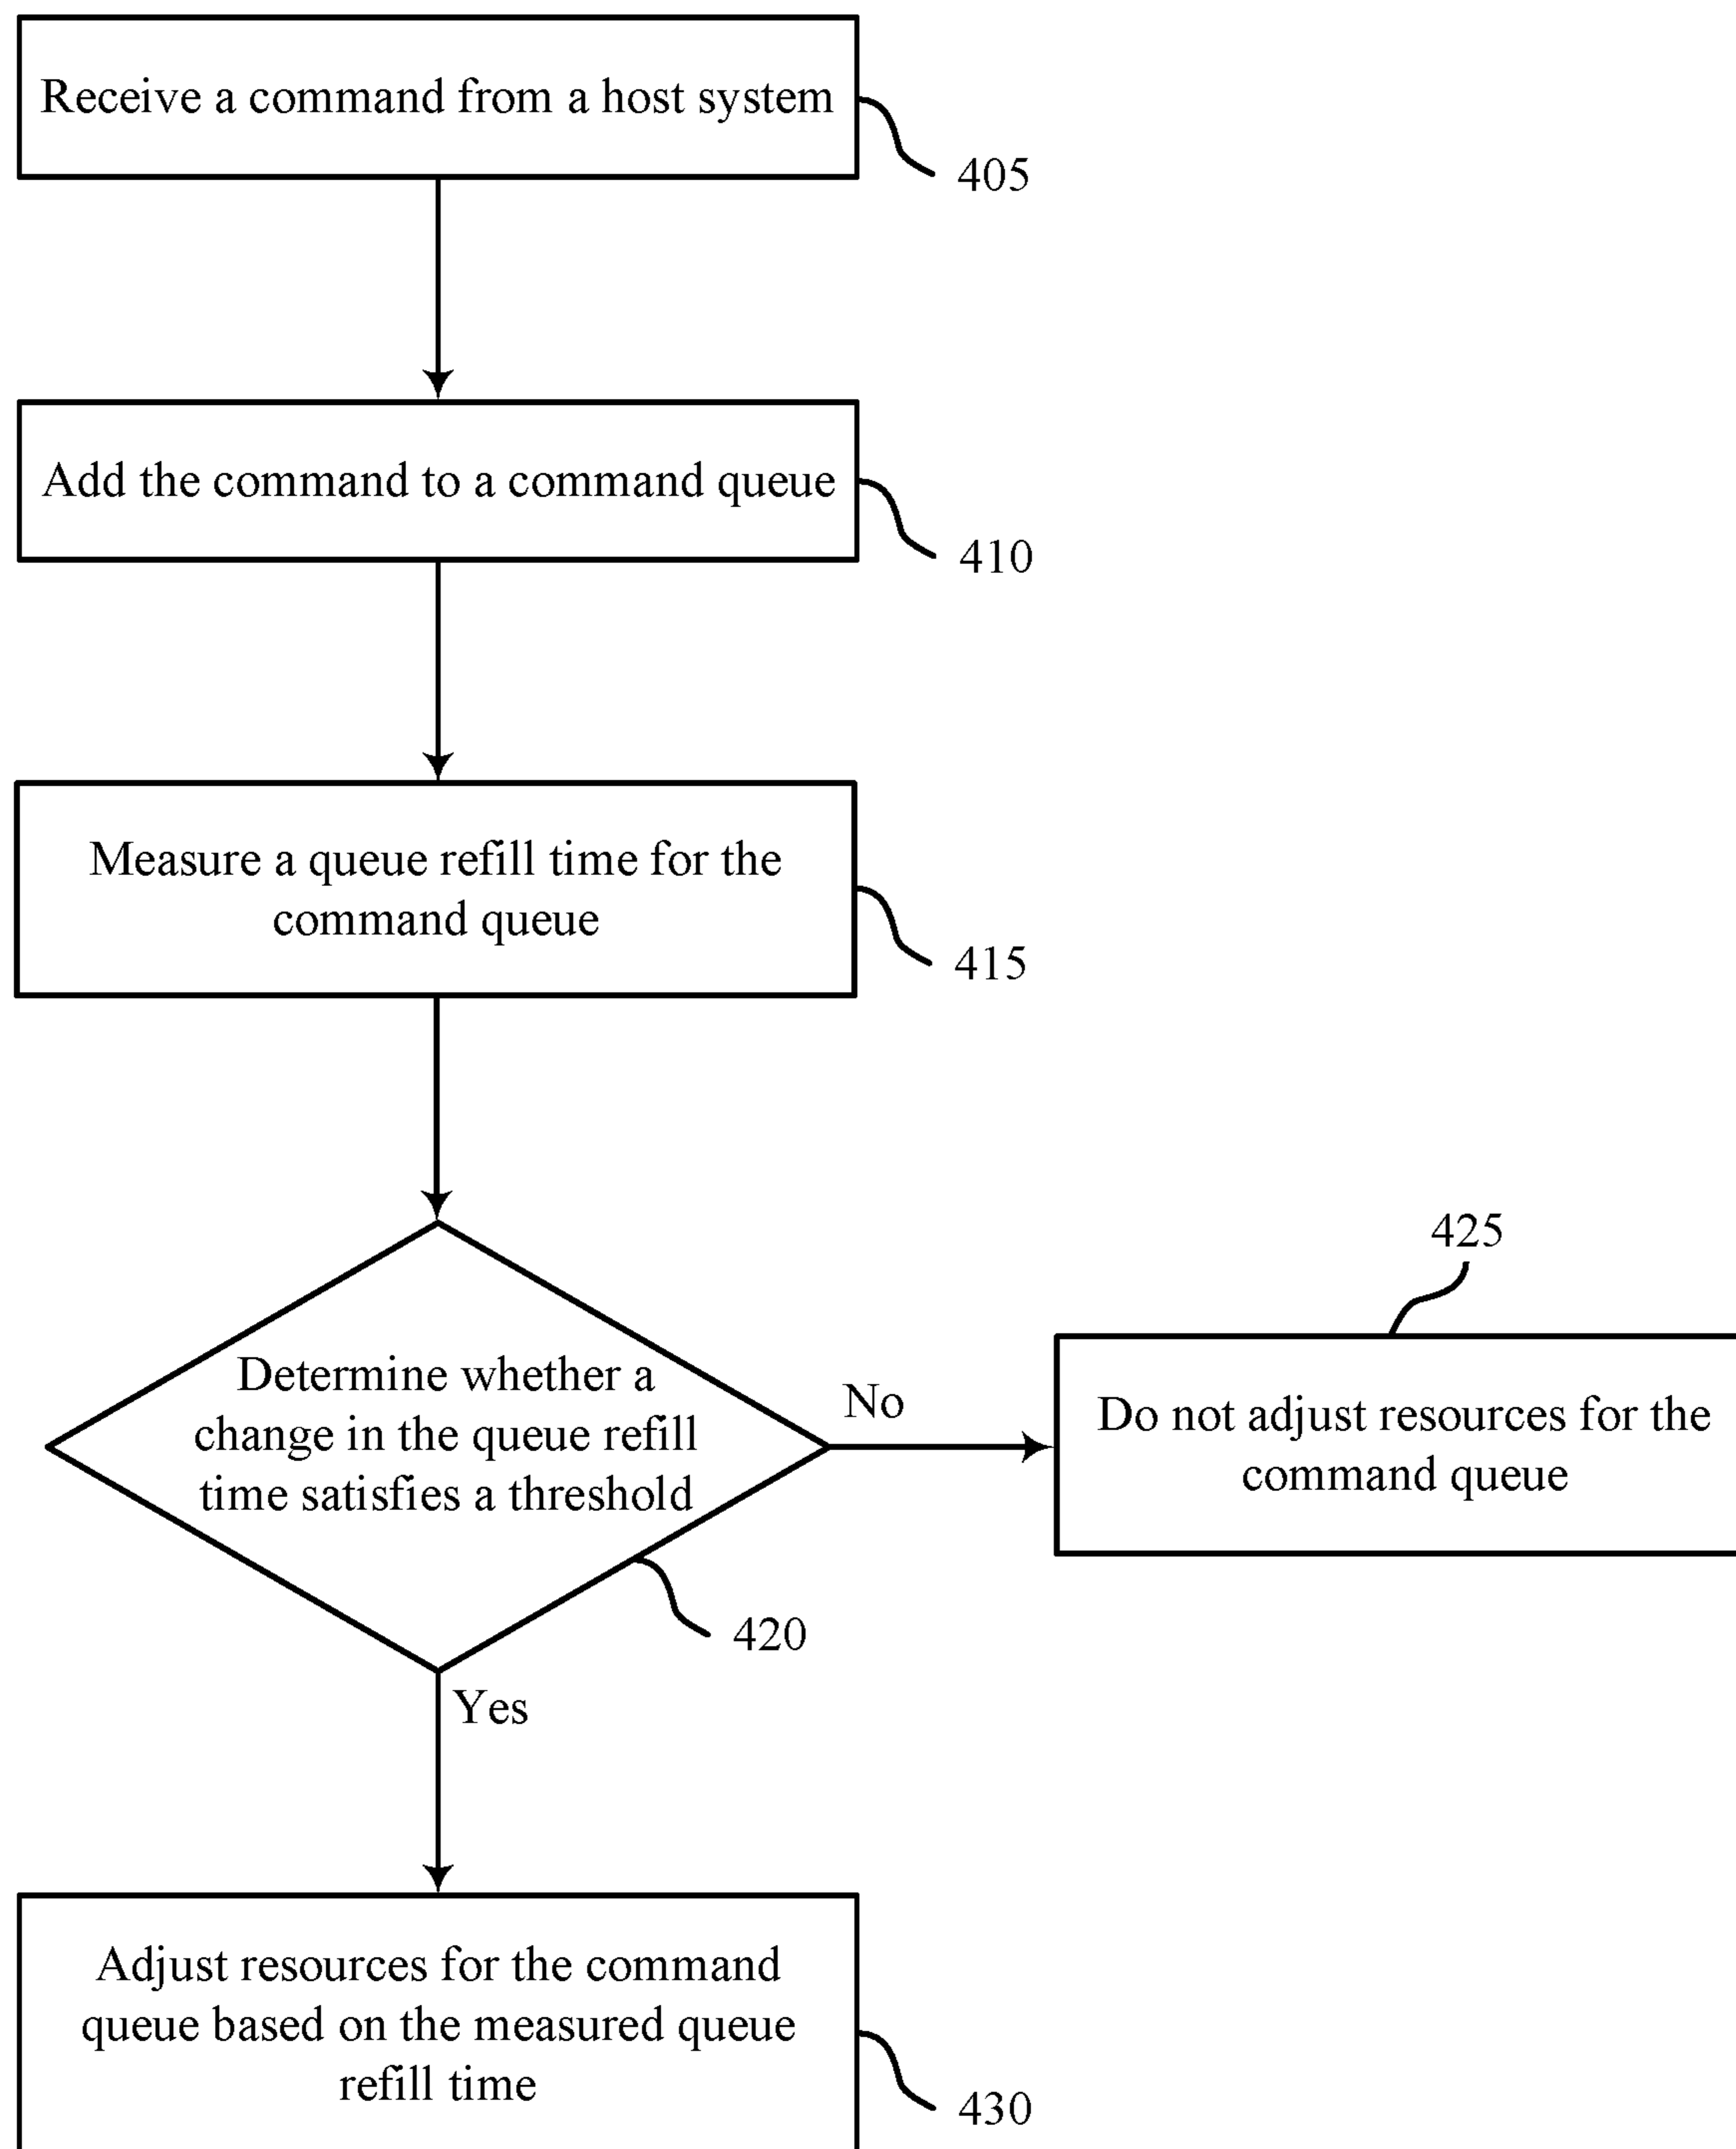 Receive a command from a host system
405
Add the command to a command queue
410
Measure a queue refill time for the
command queue
415
Determine whether a
change in the queue refill
time satisfies a threshold
420
No
425
Do not adjust resources for the
command queue
Yes
Adjust resources for the command
queue based on the measured queue
refill time
430